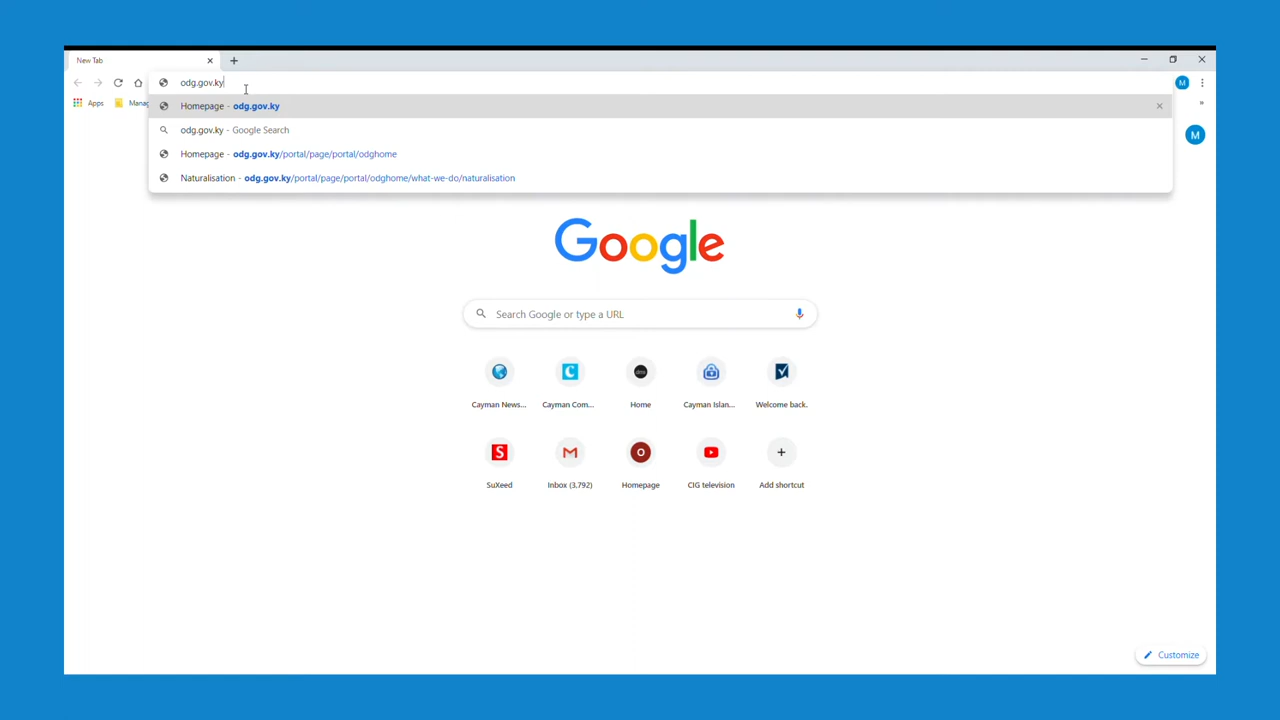 New Tab
odg.gov.ky
Apps
Manag
»
M
Homepage - odg.gov.ky
odg.gov.ky - Google Search
Homepage - odg.gov.ky/portal/page/portal/odghome
Naturalisation - odg.gov.ky/portal/page/portal/odghome/what-we-do/naturalisation
M
Google
Search Google or type a URL
C
Cayman News...
Cayman Com...
Home
Cayman Islan...
Welcome back.
S
O
SuXeed
Inbox (3,792)
Homepage
CIG television
Add shortcut
Customize